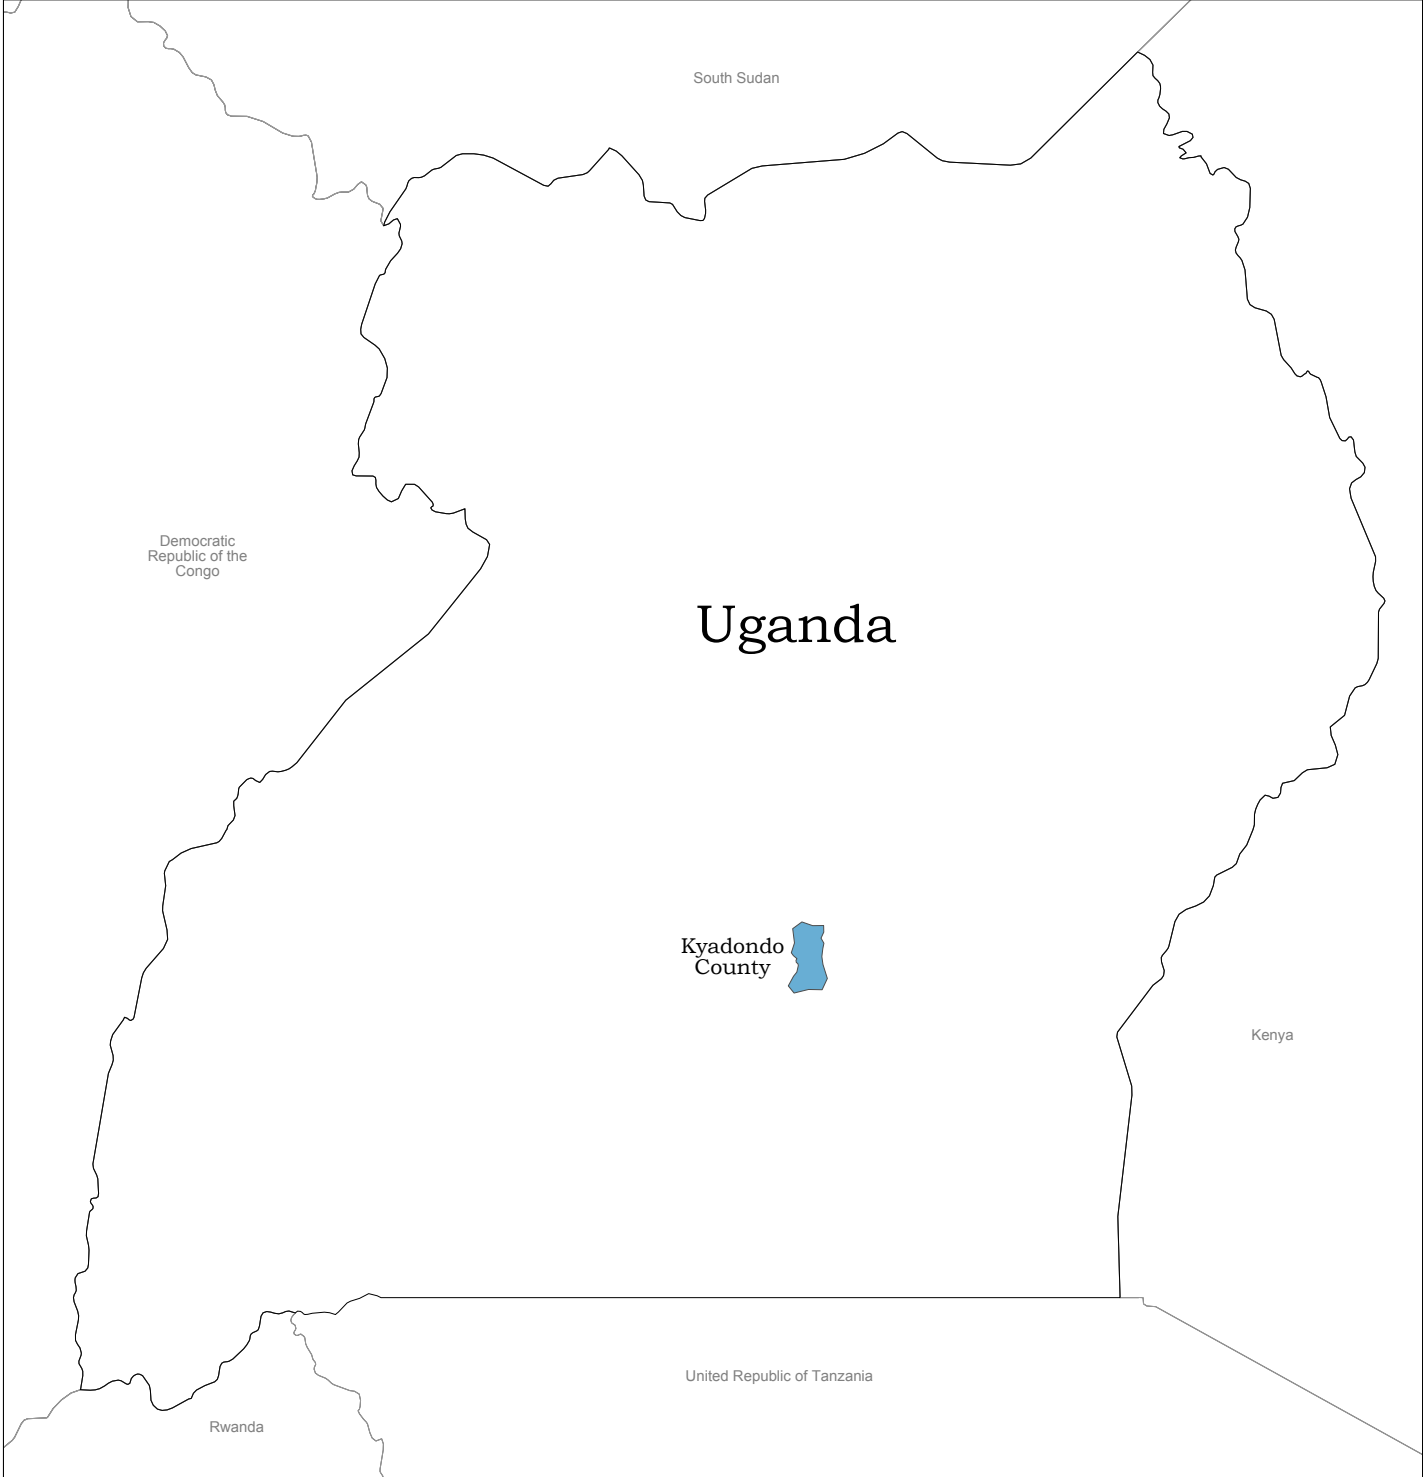 South Sudan
Democratic
Republic of the
Congo
Uganda
Kyadondo
County
Kenya
United Republic of Tanzania
Rwanda